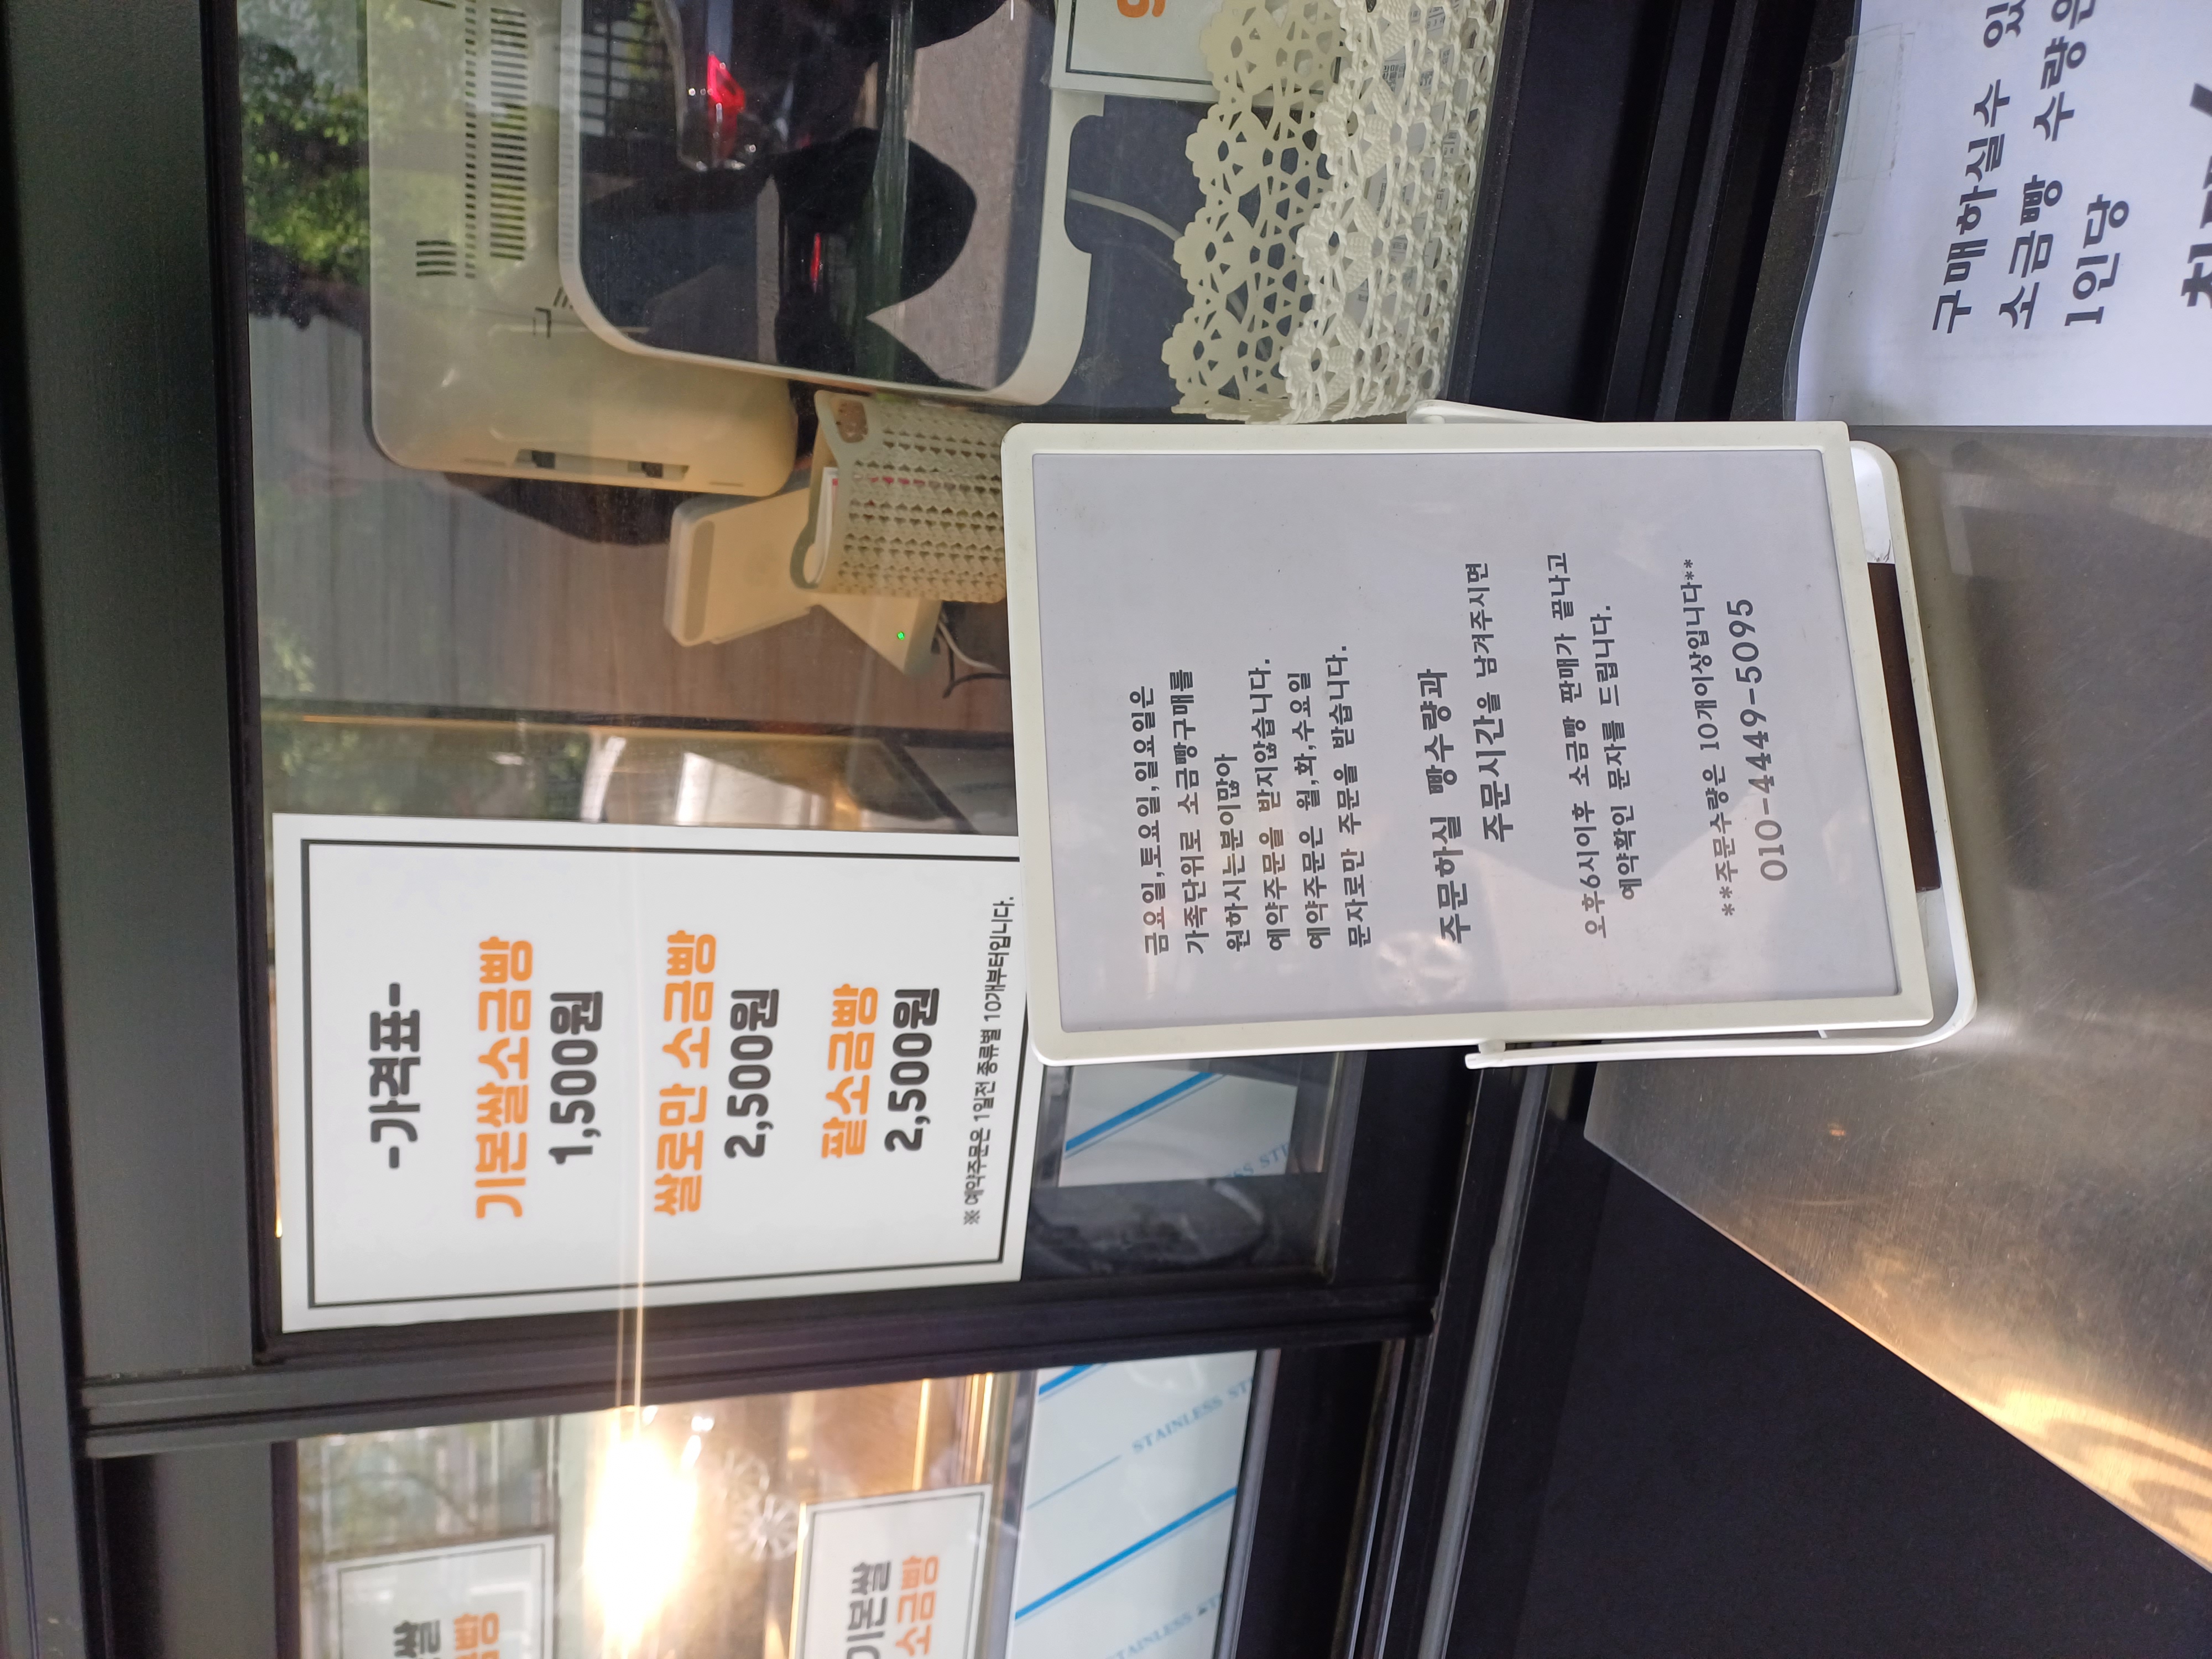 -가격표-
기본쌀소금빵
1,500원
쌀로만 소금빵
2,500원
팥소금빵
2,500원
※ 예약주문은 1일전 종류별 10개부터입니다.
금요일,토요일,일요일은
가족단위로 소금빵구매를
원하시는분이많아
예약주문을 받지않습니다.
예약주문은 월,화,수요일
문자로만 주문을 받습니다.
주문하실 빵수량과
주문시간을 남겨주시면
오후6시이후 소금빵 판매가 끝나고
예약확인 문자를 드립니다.
**주문수량은 10개이상입니다**
010-4449-5095
구매하실수
소금빵 수량은
1인당
쌀
빵
기본쌀
소금빵
STAINLESS ST
STAINLESS ST
STAINLESS